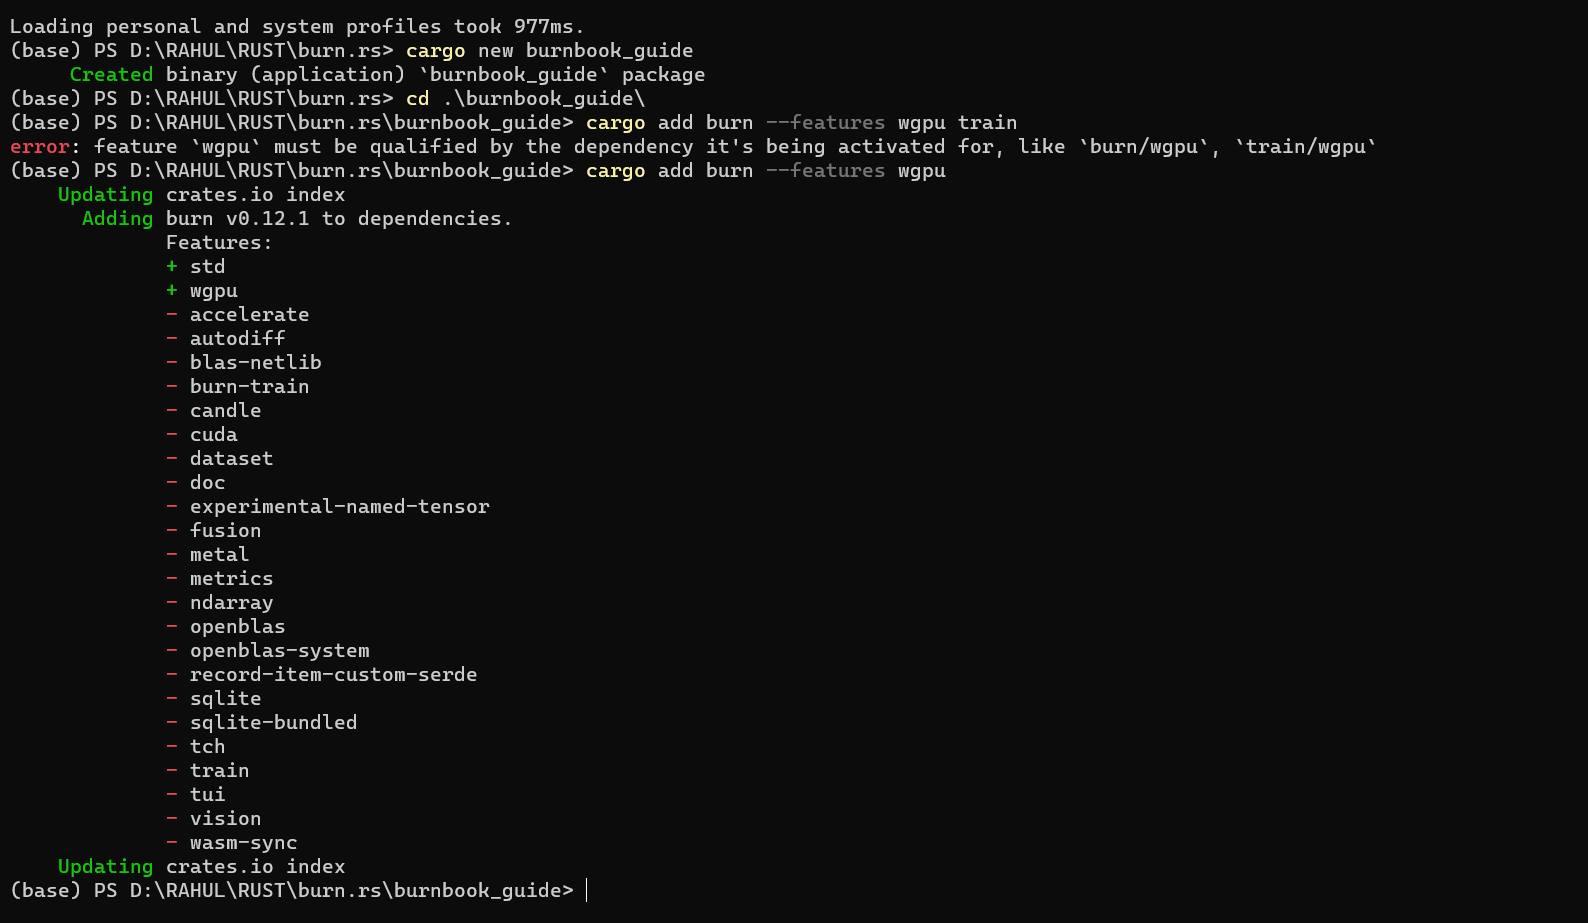 Loading personal and system profiles took 977ms.
(base) PS D:\RAHUL\RUST\burn.rs> cargo new burnbook_guide
     Created binary (application) `burnbook_guide` package
(base) PS D:\RAHUL\RUST\burn.rs> cd .\burnbook_guide\
(base) PS D:\RAHUL\RUST\burn.rs\burnbook_guide> cargo add burn --features wgpu train
error: feature `wgpu` must be qualified by the dependency it's being activated for, like `burn/wgpu`, `train/wgpu`
(base) PS D:\RAHUL\RUST\burn.rs\burnbook_guide> cargo add burn --features wgpu
    Updating crates.io index
      Adding burn v0.12.1 to dependencies.
             Features:
             + std
             + wgpu
             - accelerate
             - autodiff
             - blas-netlib
             - burn-train
             - candle
             - cuda
             - dataset
             - doc
             - experimental-named-tensor
             - fusion
             - metal
             - metrics
             - ndarray
             - openblas
             - openblas-system
             - record-item-custom-serde
             - sqlite
             - sqlite-bundled
             - tch
             - train
             - tui
             - vision
             - wasm-sync
    Updating crates.io index
(base) PS D:\RAHUL\RUST\burn.rs\burnbook_guide>